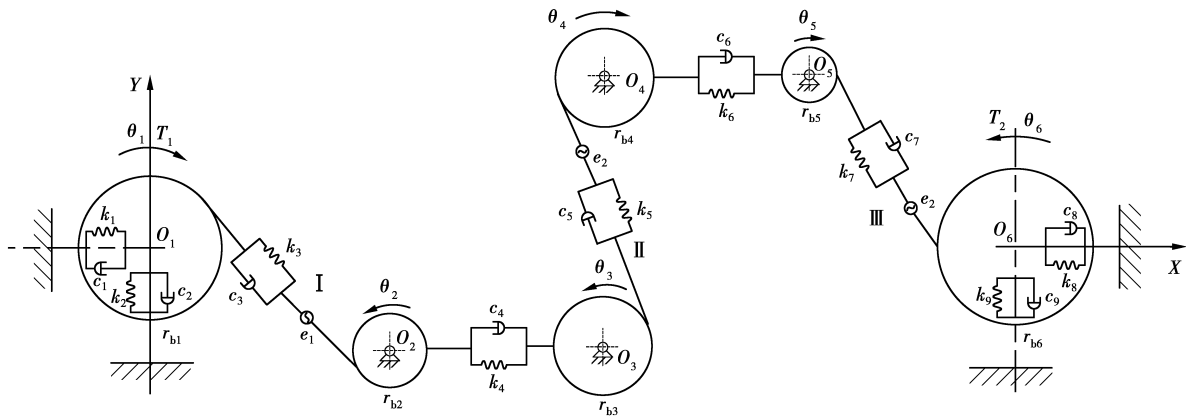 θ4
θ5
c6
O4
O5
k6
rb4
rb5
Y
θ1 T1
e2
c7
k7
T2 θ6
c5
k5
e2
Ⅲ
k1
O1
k3
Ⅱ
O6
c8
c1
k2
c2
c3
Ⅰ
θ2
θ3
X
k8
k9
c9
rb1
e1
O2
c4
O3
k4
rb6
rb2
rb3